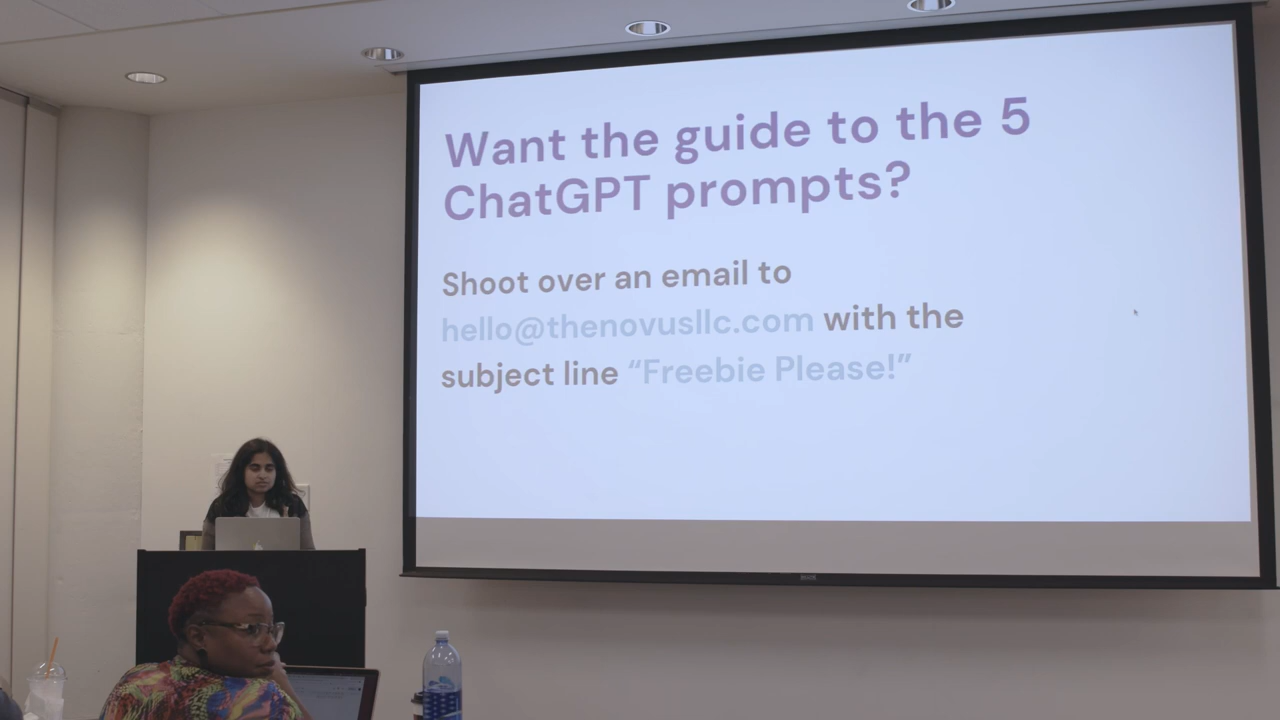 Want the guide to the 5
ChatGPT prompts?
Shoot over an email to
hello@thenovusllc.com with the
subject line “Freebie Please!”